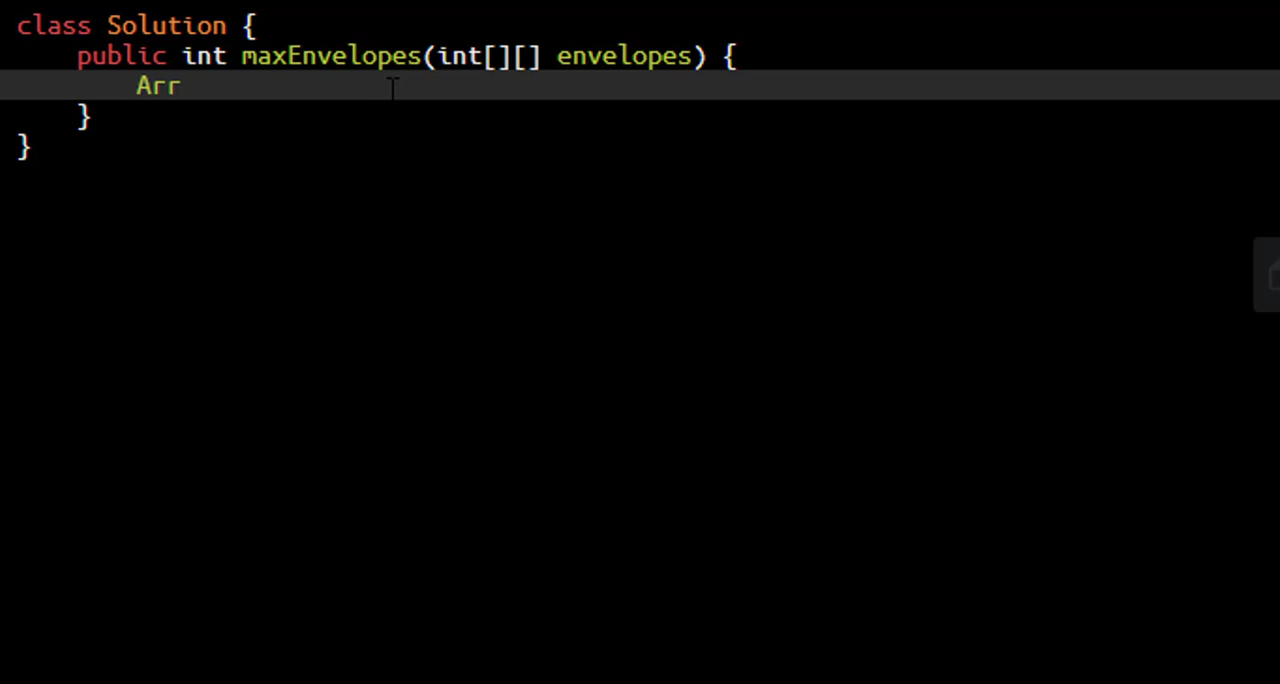 class Solution {
    public int maxEnvelopes(int[][] envelopes) {
        Arr
    }
}